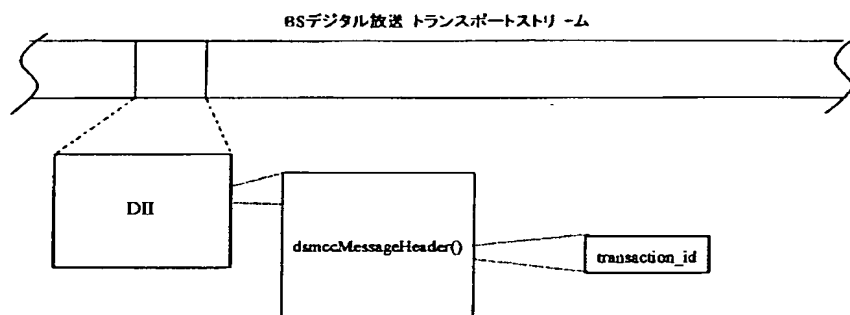 BSデジタル放送 トランスポートストリーム
DII
dsmccMessageHeader()
transaction_id